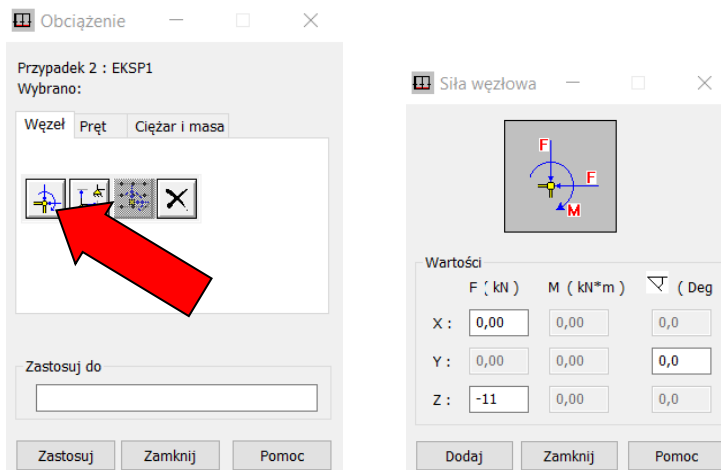 Obciążenie
Przypadek 2 : EKSP1
Wybrano:
Węzeł Pręt Ciężar i masa
Zastosuj do
Zastosuj Zamknij Pomoc
Siła węzłowa
F
F
M
Wartości
F ( kN ) M ( kN*m ) ( Deg
X : 0,00 0,00 0,0
Y : 0,00 0,00 0,0
Z : -11 0,00 0,0
Dodaj Zamknij Pomoc